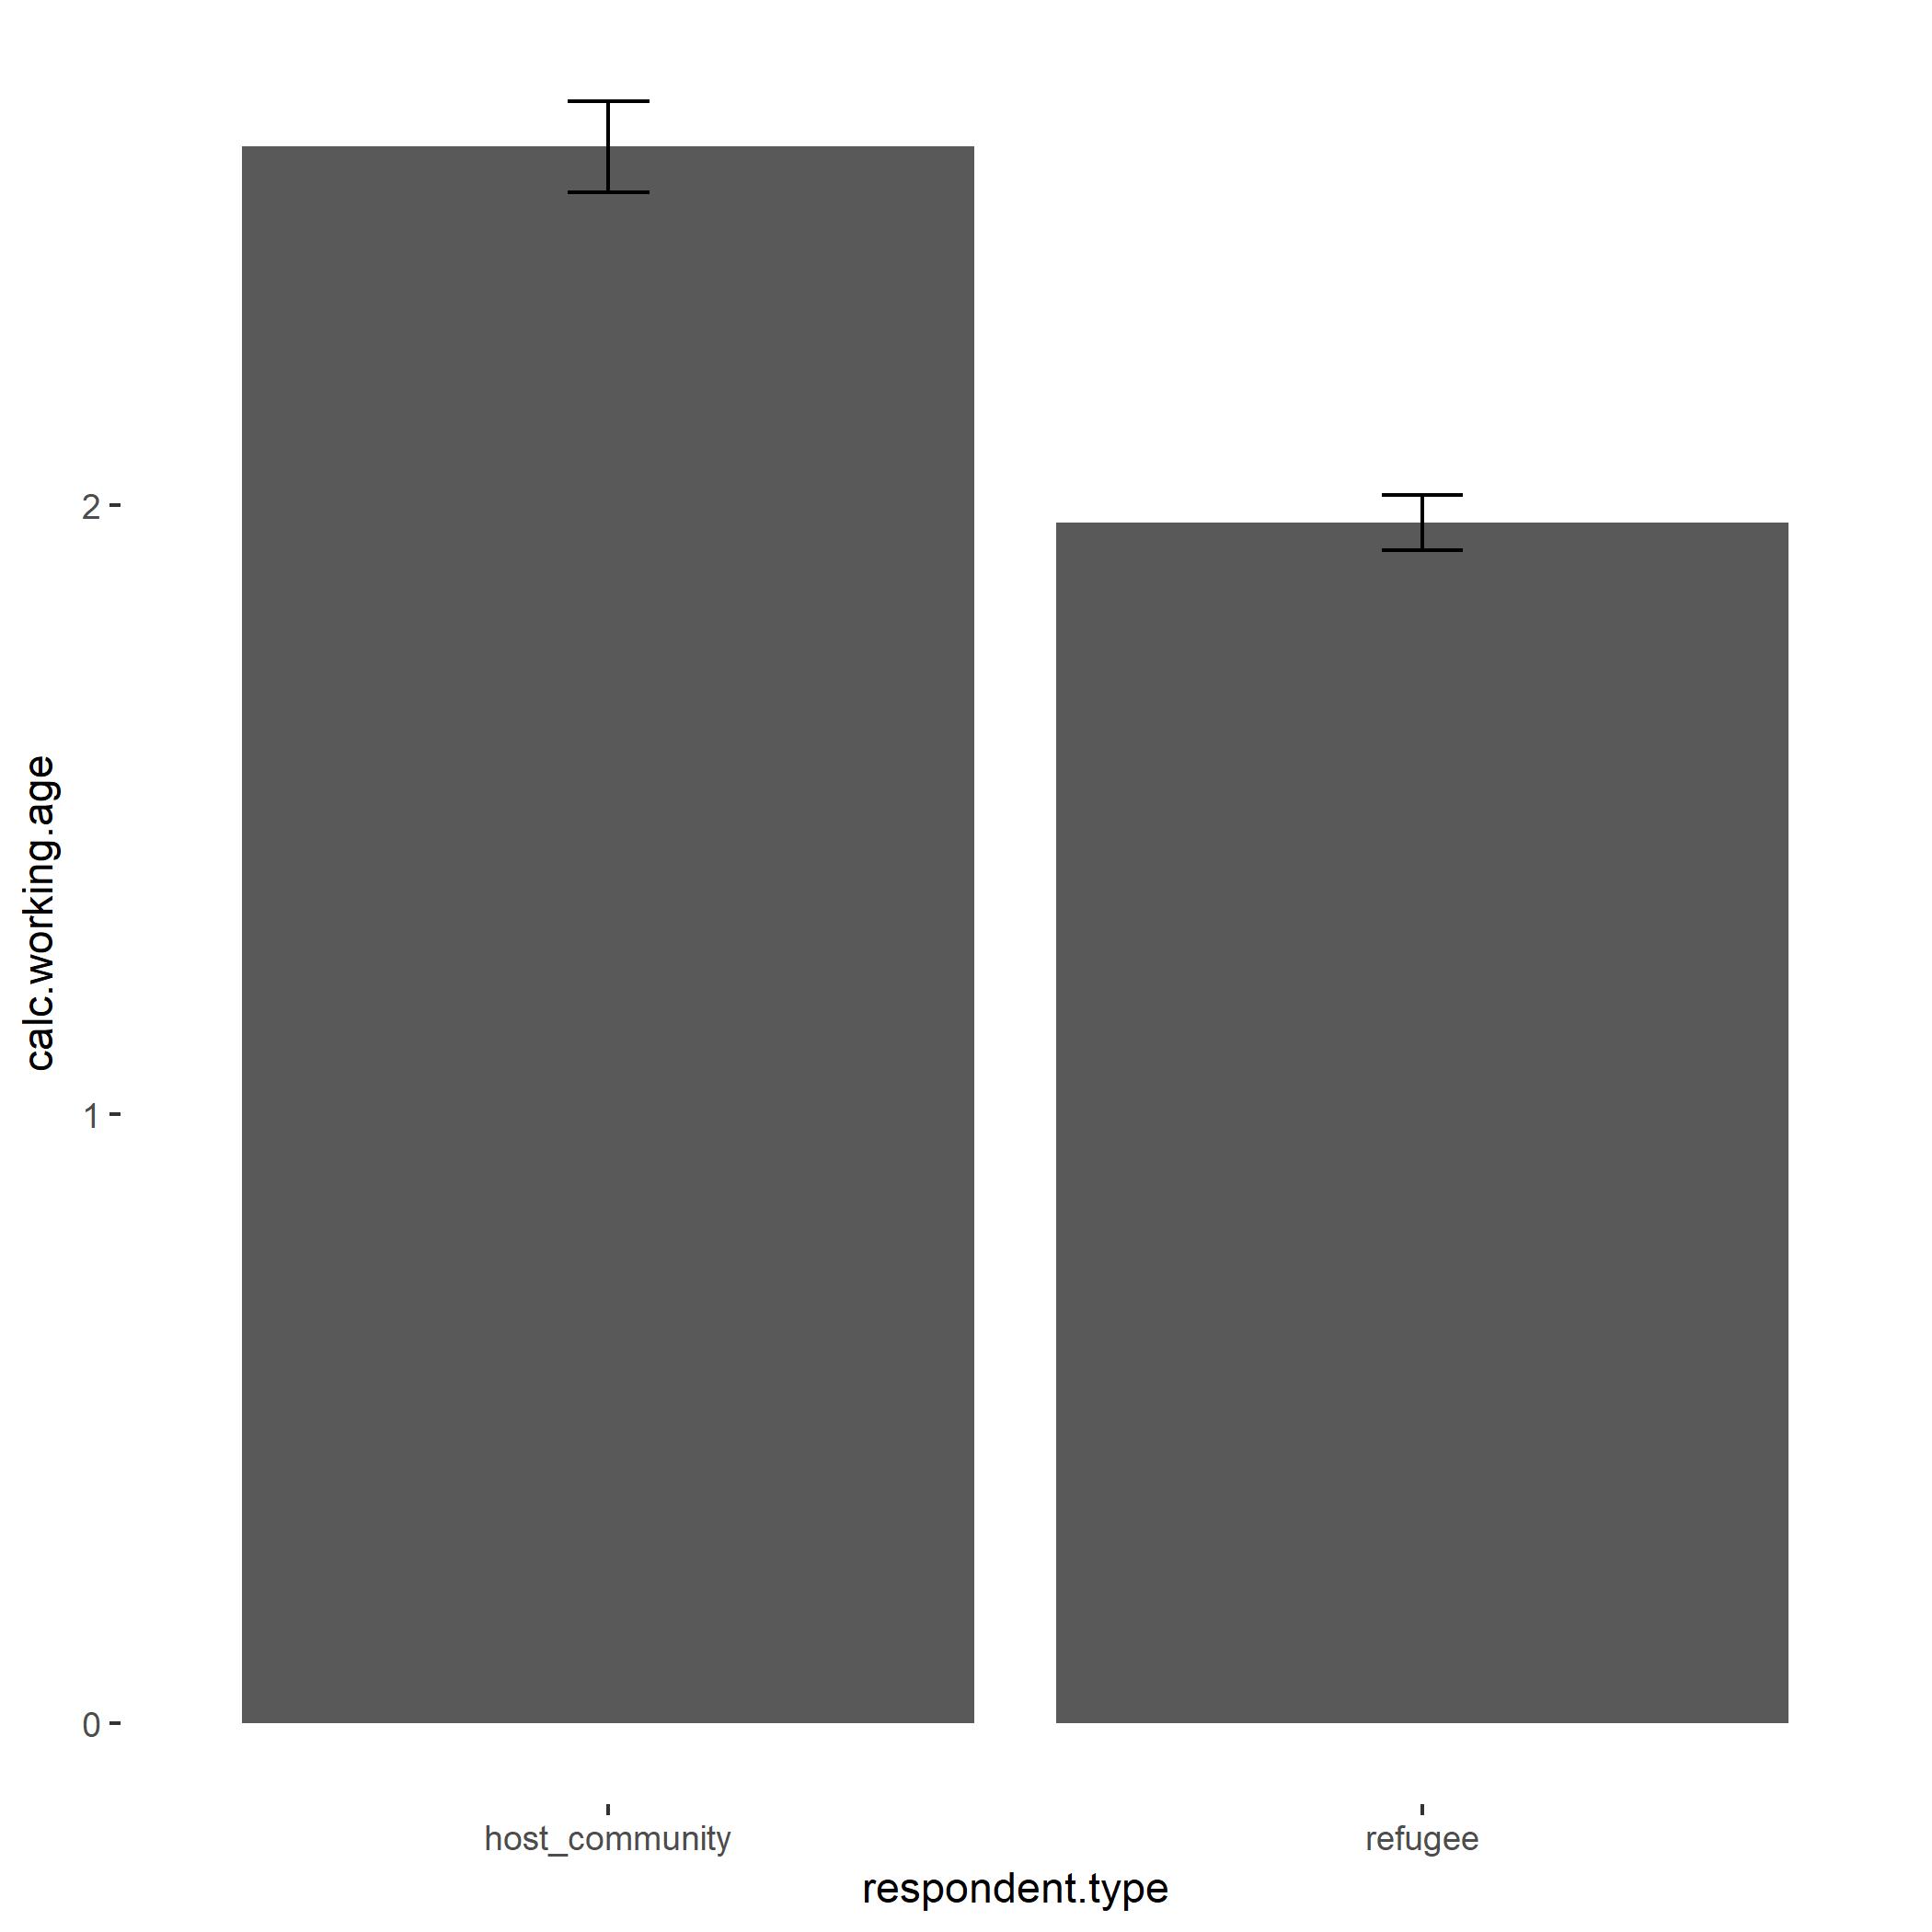 calc.working.age
2
1
0
host_community
refugee
respondent.type